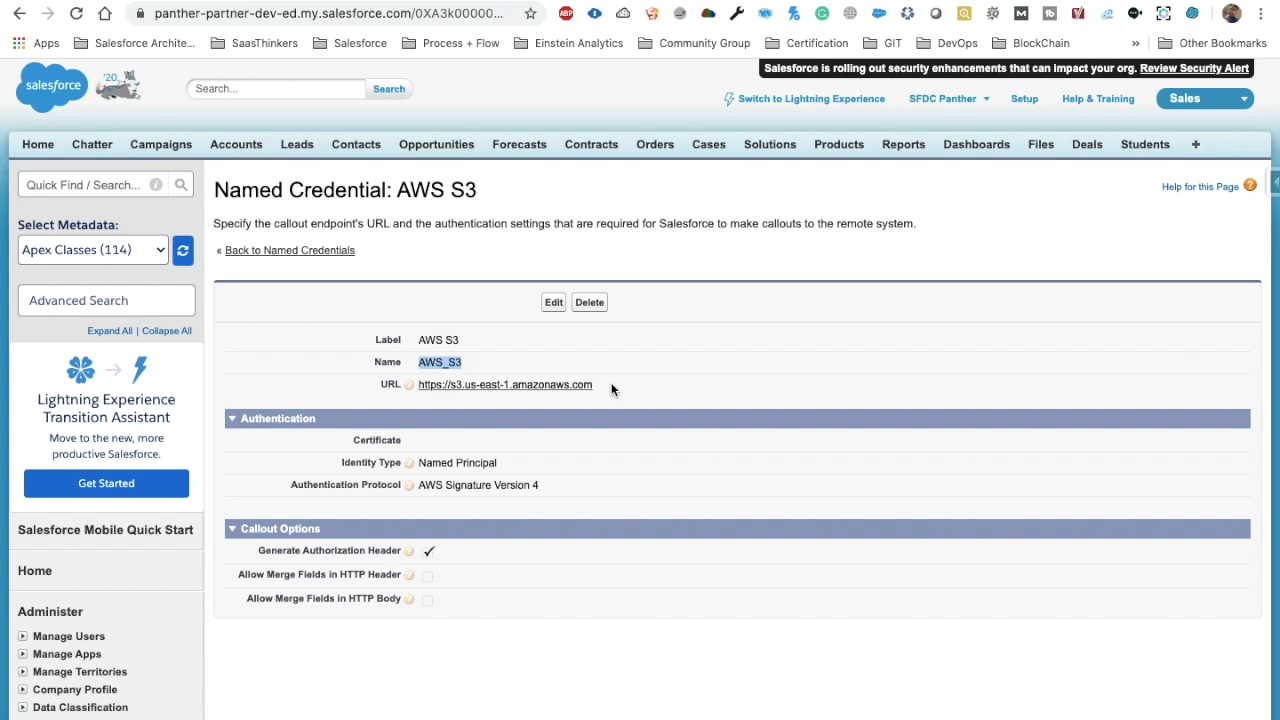 panther-partner-dev-ed.my.salesforce.com/0XA3k00000...
Apps
Salesforce Archite...
SaasThinkers
Salesforce
Process + Flow
Einstein Analytics
Community Group
Certification
GIT
DevOps
BlockChain
»
Other Bookmarks
salesforce
'20
Search...
Search
Salesforce is rolling out security enhancements that can impact your org. Review Security Alert
Switch to Lightning Experience
SFDC Panther
Setup
Help & Training
Sales
Home
Chatter
Campaigns
Accounts
Leads
Contacts
Opportunities
Forecasts
Contracts
Orders
Cases
Solutions
Products
Reports
Dashboards
Files
Deals
Students
+
Quick Find / Search...
Select Metadata:
Apex Classes (114)
Advanced Search
Expand All | Collapse All
Lightning Experience
Transition Assistant
Move to the new, more
productive Salesforce.
Get Started
Salesforce Mobile Quick Start
Home
Administer
Manage Users
Manage Apps
Manage Territories
Company Profile
Data Classification
Named Credential: AWS S3
Help for this Page
Specify the callout endpoint's URL and the authentication settings that are required for Salesforce to make callouts to the remote system.
« Back to Named Credentials
Edit
Delete
Label AWS S3
Name AWS_S3
URL https://s3.us-east-1.amazonaws.com
Authentication
Certificate
Identity Type Named Principal
Authentication Protocol AWS Signature Version 4
Callout Options
Generate Authorization Header
Allow Merge Fields in HTTP Header
Allow Merge Fields in HTTP Body